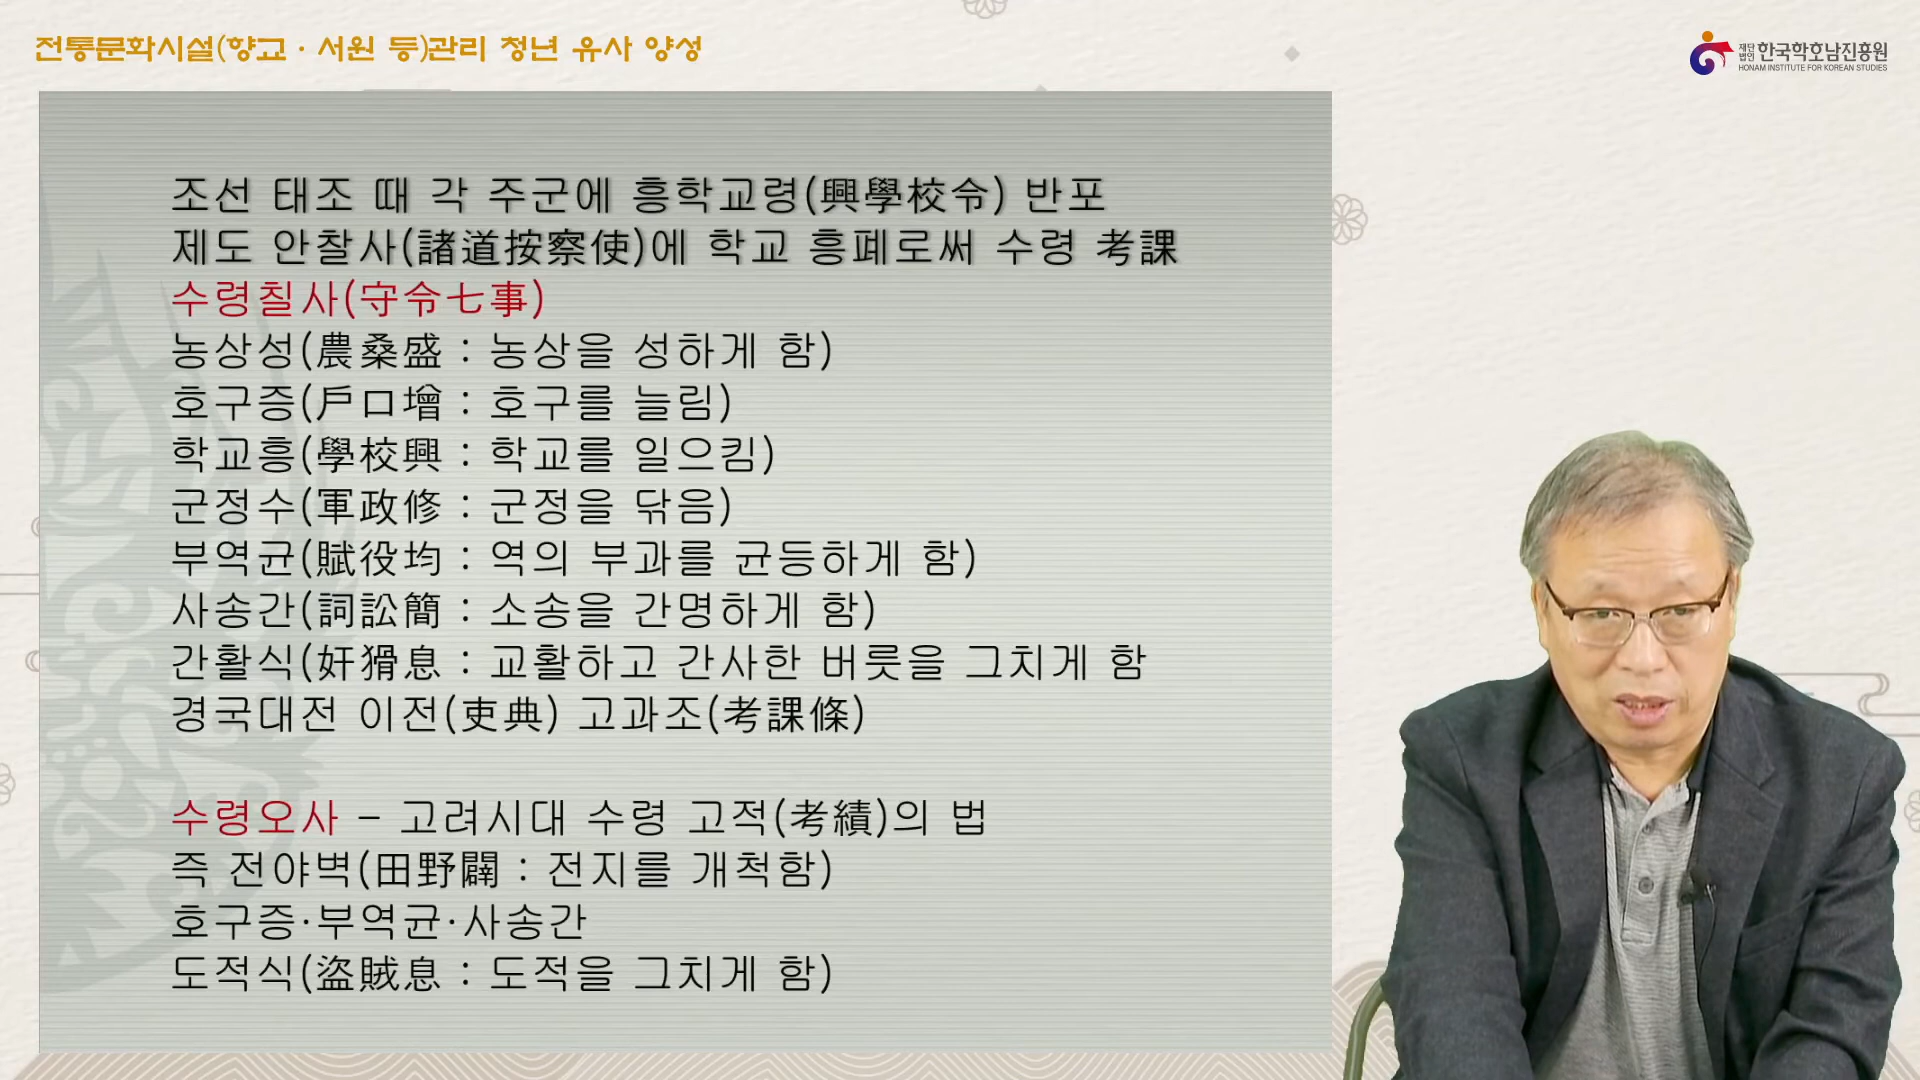 전통문화시설(향교 · 서원 등)관리 청년 유사 양성
재단법인 한국학호남진흥원
HONAM INSTITUTE FOR KOREAN STUDIES
조선 태조 때 각 주군에 흥학교령(興學校令) 반포
제도 안찰사(諸道按察使)에 학교 흥폐로써 수령 考課
수령칠사(守令七事)
농상성(農桑盛 : 농상을 성하게 함)
호구증(戶口增 : 호구를 늘림)
학교흥(學校興 : 학교를 일으킴)
군정수(軍政修 : 군정을 닦음)
부역균(賦役均 : 역의 부과를 균등하게 함)
사송간(詞訟簡 : 소송을 간명하게 함)
간활식(奸猾息 : 교활하고 간사한 버릇을 그치게 함
경국대전 이전(吏典) 고과조(考課條)
수령오사 – 고려시대 수령 고적(考績)의 법
즉 전야벽(田野闢 : 전지를 개척함)
호구증·부역균·사송간
도적식(盜賊息 : 도적을 그치게 함)